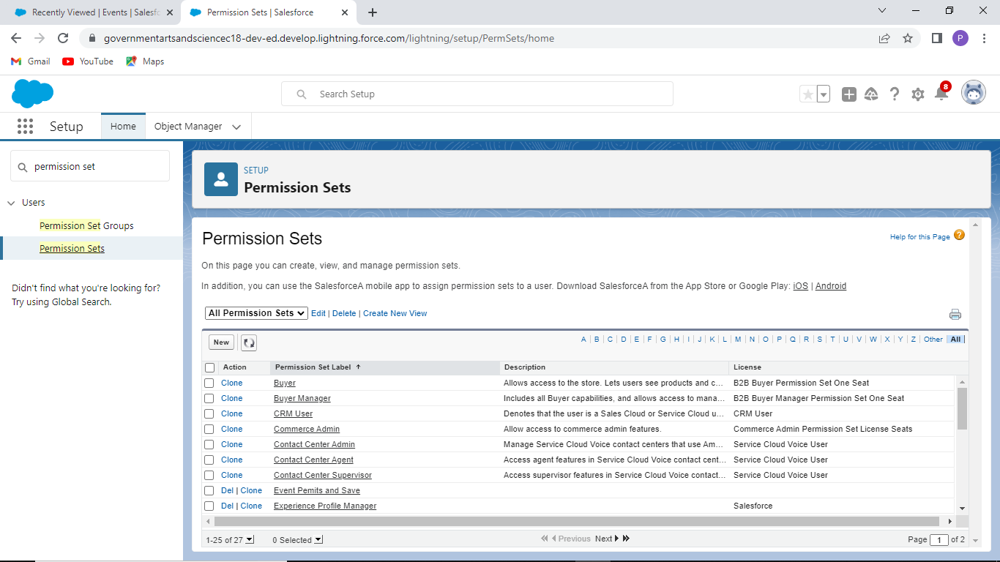 Recently Viewed | Events | Salesfo
Permission Sets | Salesforce
governmentartsandsciencec18-dev-ed.develop.lightning.force.com/lightning/setup/PermSets/home
P
Gmail
YouTube
Maps
Search Setup
8
Setup
Home
Object Manager
permission set
Users
Permission Set Groups
Permission Sets
Didn't find what you're looking for?
Try using Global Search.
SETUP
Permission Sets
Permission Sets
Help for this Page ?
On this page you can create, view, and manage permission sets.
In addition, you can use the SalesforceA mobile app to assign permission sets to a user. Download SalesforceA from the App Store or Google Play: iOS | Android
All Permission Sets Edit | Delete | Create New View
New
A | B | C | D | E | F | G | H | I | J | K | L | M | N | O | P | Q | R | S | T | U | V | W | X | Y | Z | Other | All |
Action Permission Set Label ↑ Description License
Clone Buyer Allows access to the store. Lets users see products and c... B2B Buyer Permission Set One Seat
Clone Buyer Manager Includes all Buyer capabilities, and allows access to mana... B2B Buyer Manager Permission Set One Seat
Clone CRM User Denotes that the user is a Sales Cloud or Service Cloud u... CRM User
Clone Commerce Admin Allow access to commerce admin features. Commerce Admin Permission Set License Seats
Clone Contact Center Admin Manage Service Cloud Voice contact centers that use Am... Service Cloud Voice User
Clone Contact Center Agent Access agent features in Service Cloud Voice contact cent... Service Cloud Voice User
Clone Contact Center Supervisor Access supervisor features in Service Cloud Voice contact... Service Cloud Voice User
Del | Clone Event Pemits and Save
Del | Clone Experience Profile Manager Salesforce
1-25 of 27 0 Selected Previous Next Page 1 of 2